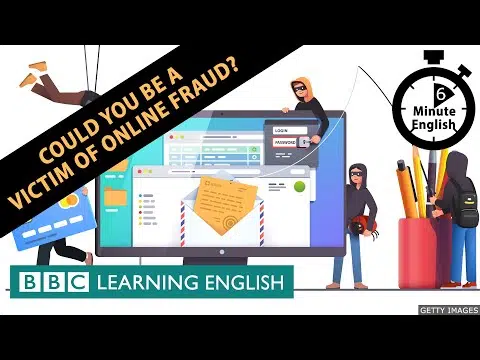 COULD YOU BE A
VICTIM OF ONLINE FRAUD?
6
Minute
English
LOGIN
PASSWORD
BBC LEARNING ENGLISH
GETTY IMAGES